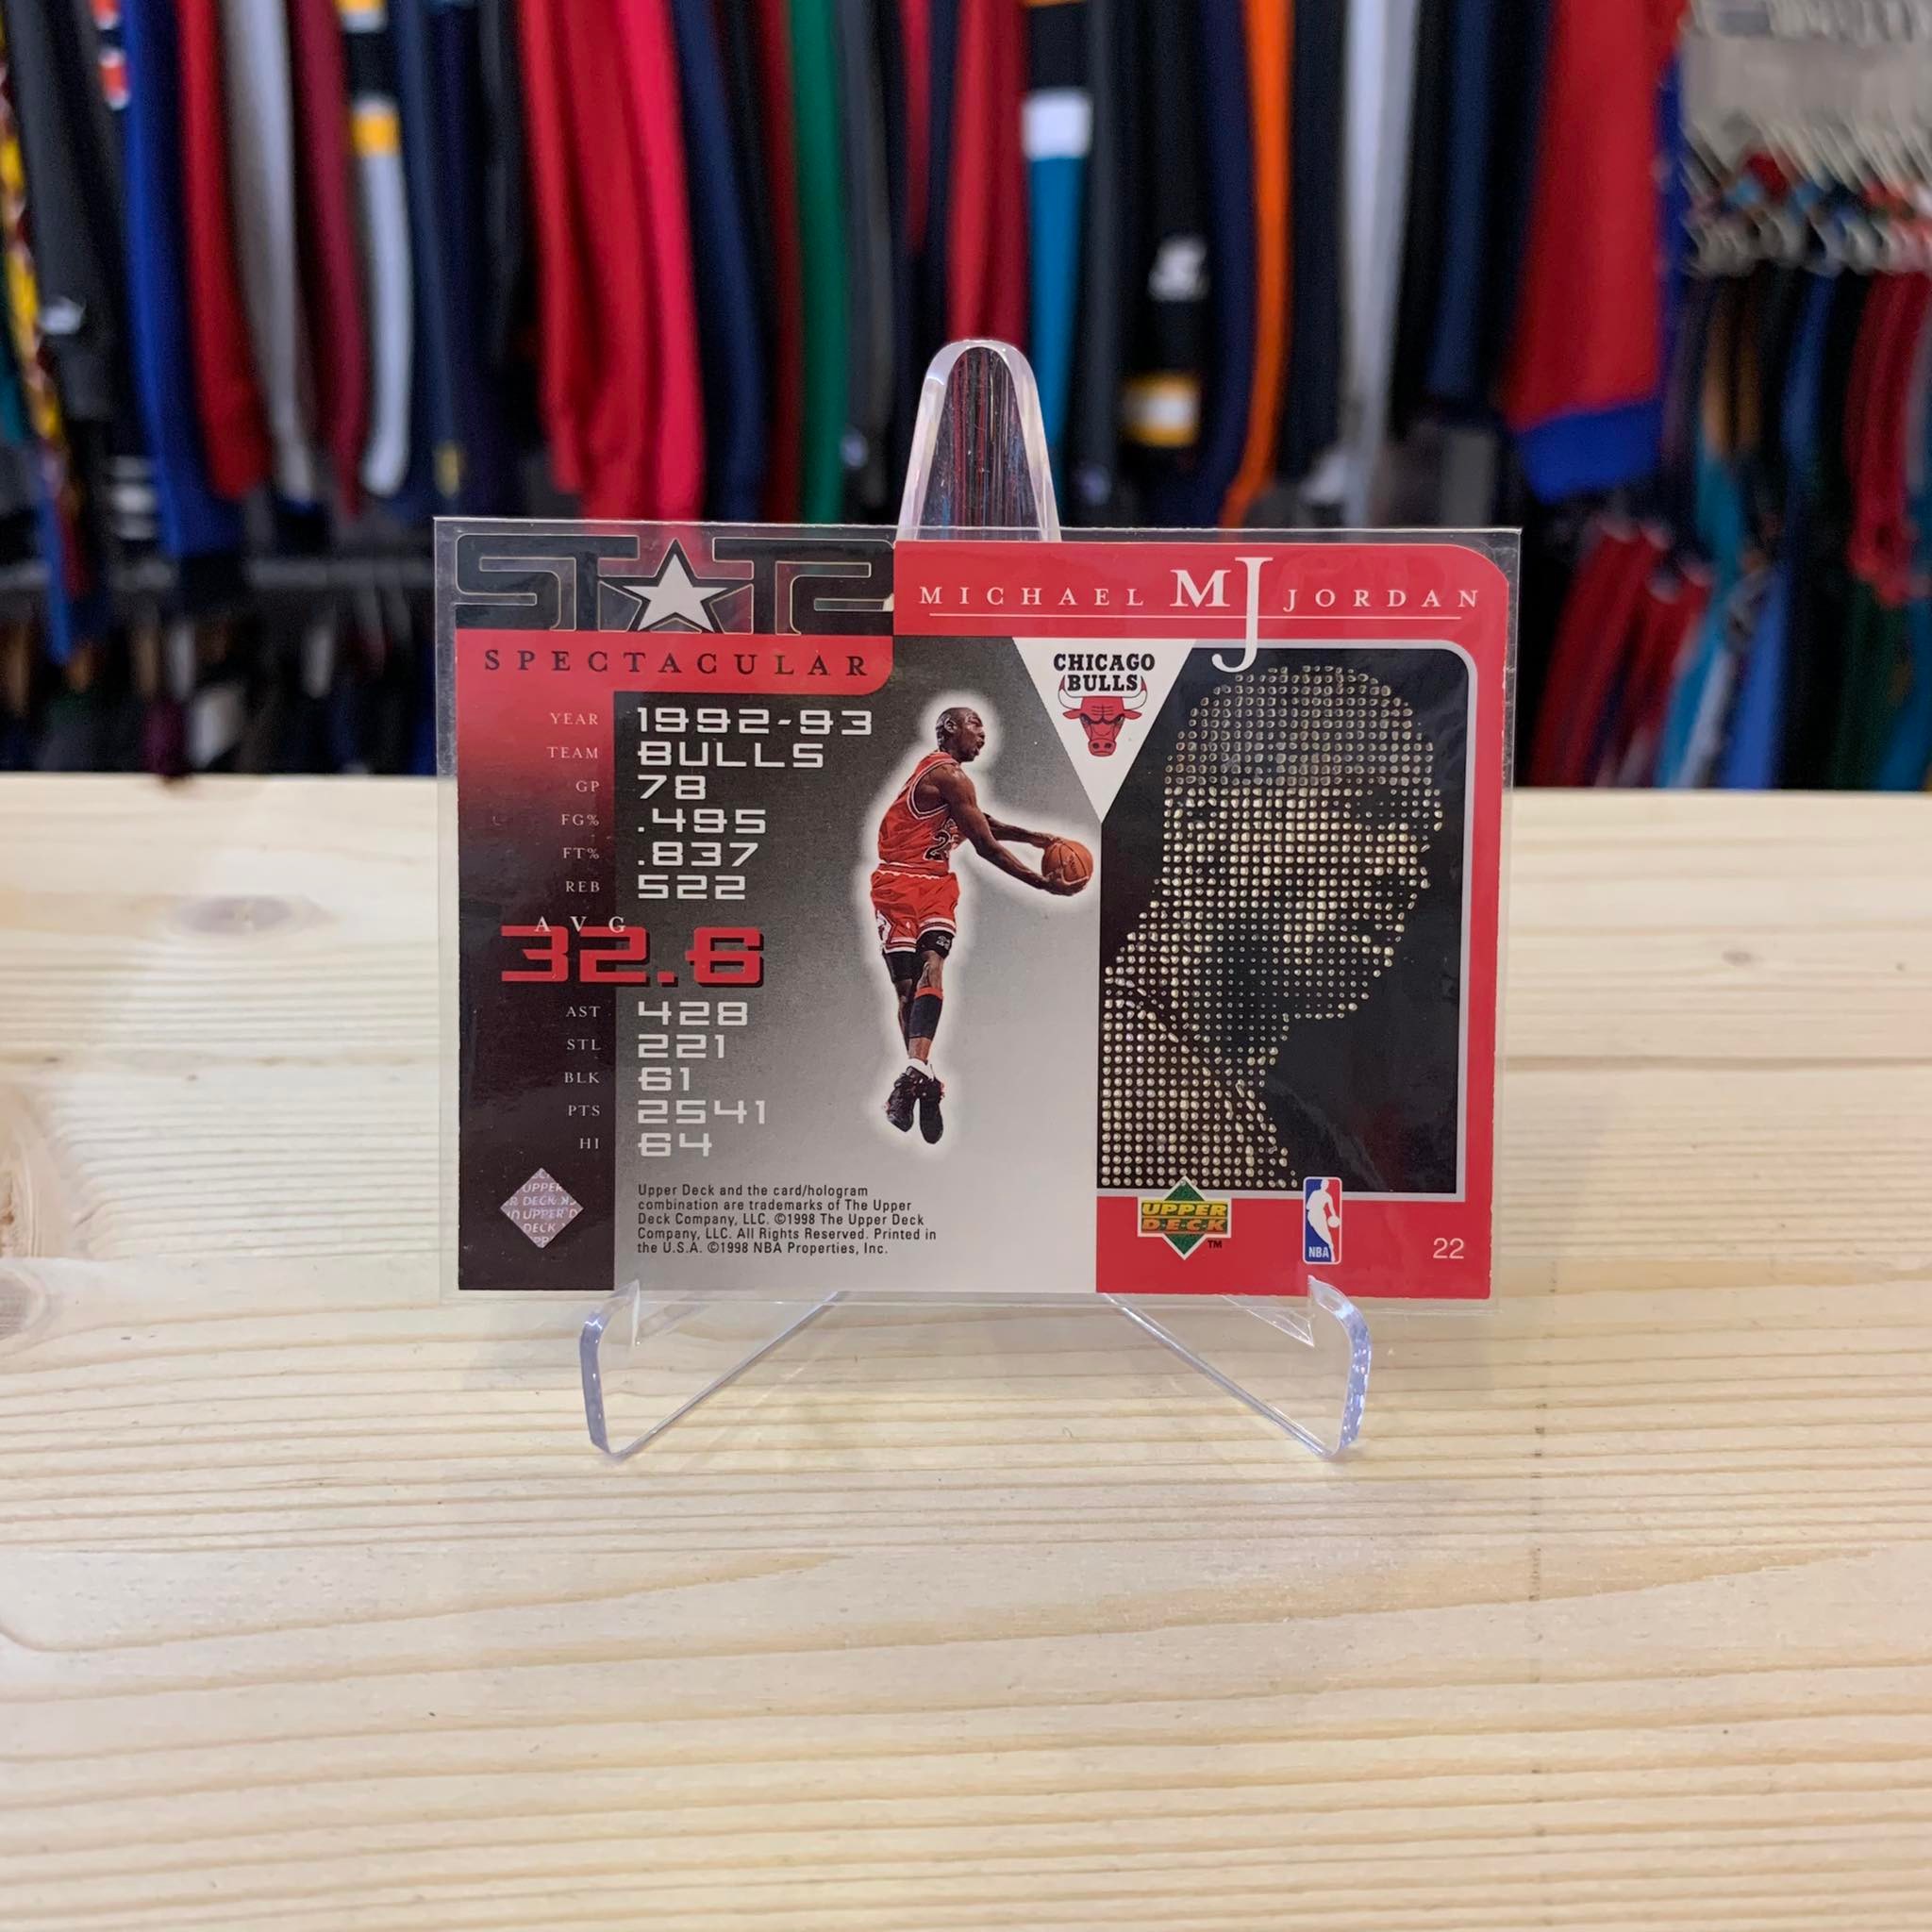 STATS
SPECTACULAR
MICHAEL MJ JORDAN
CHICAGO
BULLS
YEAR 1992-93
TEAM BULLS
GP 78
FG% .495
FT% .837
REB 522
AVG
32.6
AST 428
STL 221
BLK 61
PTS 2541
HI 64
UPPER
DECK
Upper Deck and the card/hologram
combination are trademarks of The Upper
Deck Company, LLC. ©1998 The Upper Deck
Company, LLC. All Rights Reserved. Printed in
the U.S.A. ©1998 NBA Properties, Inc.
UPPER
D·E·C·K
TM
NBA
22